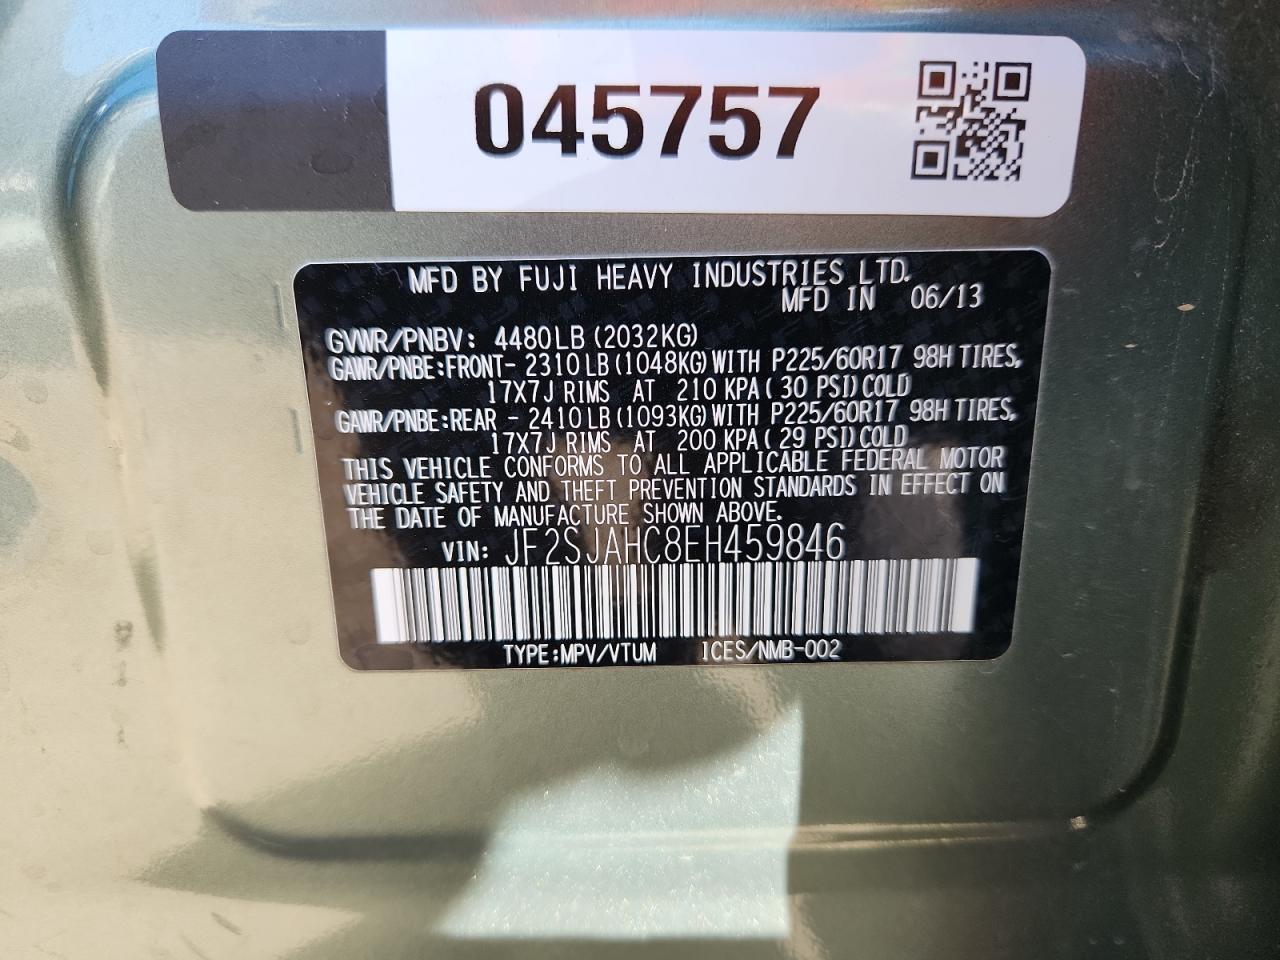 045757
MFD BY FUJI HEAVY INDUSTRIES LTD.
MFD IN 06/13
GVWR/PNBV: 4480LB (2032KG)
GAWR/PNBE:FRONT- 2310LB (1048KG) WITH P225/60R17 98H TIRES,
17X7J RIMS AT 210 KPA ( 30 PSI) COLD
GAWR/PNBE:REAR - 2410LB (1093KG) WITH P225/60R17 98H TIRES,
17X7J RIMS AT 200 KPA ( 29 PSI) COLD
THIS VEHICLE CONFORMS TO ALL APPLICABLE FEDERAL MOTOR
VEHICLE SAFETY AND THEFT PREVENTION STANDARDS IN EFFECT ON
THE DATE OF MANUFACTURE SHOWN ABOVE.
VIN: JF2SJAHC8EH459846
TYPE:MPV/VTUM ICES/NMB-002